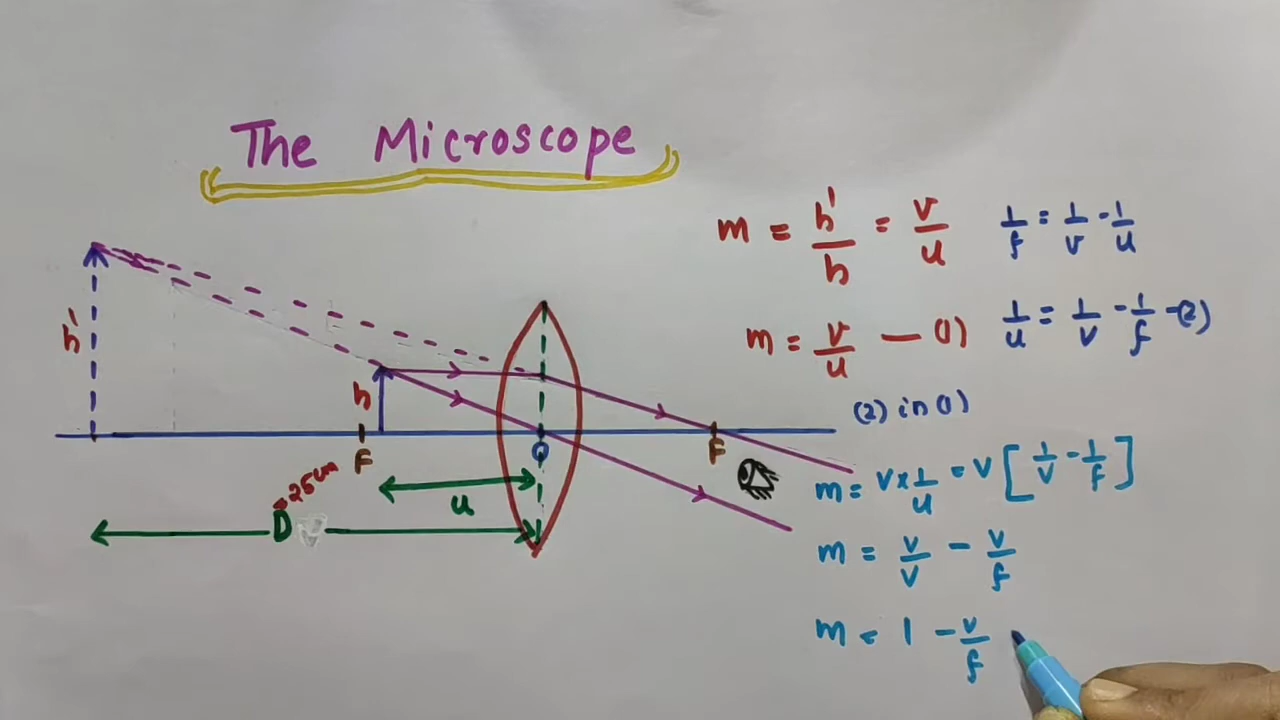 The Microscope
m = h'/h = v/u
1/f = 1/v - 1/u
m = v/u — (1)
1/u = 1/v - 1/f - (2)
(2) in (1)
h'
h
F
O
F
25cm
u
D
m = v x 1/u = v [1/v - 1/f]
m = v/v - v/f
m = 1 - v/f